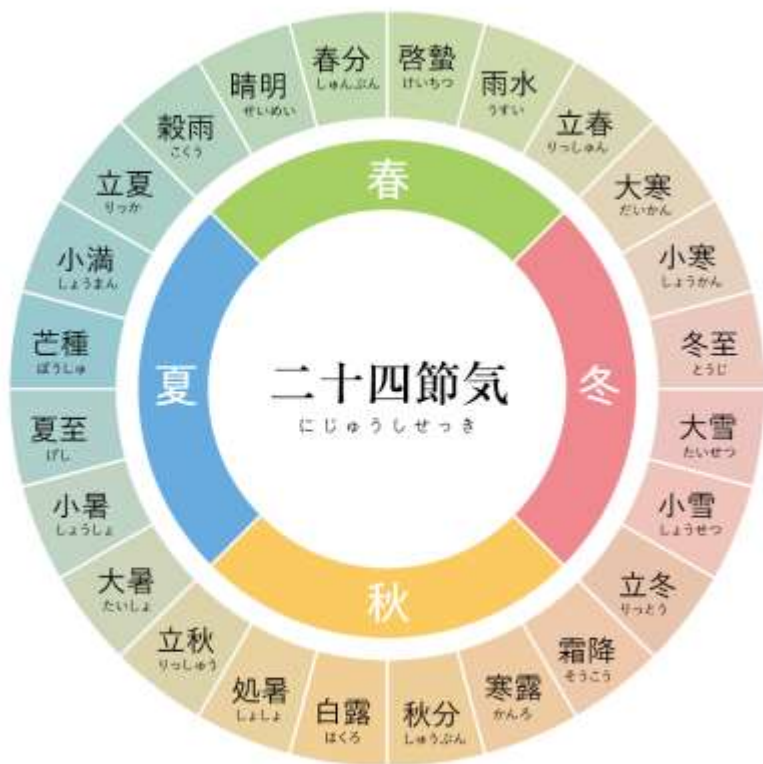 二十四節気
にじゅうしせっき
春
夏
秋
冬
立春
りっしゅん
雨水
うすい
啓蟄
けいちつ
春分
しゅんぶん
晴明
せいめい
穀雨
こくう
立夏
りっか
小満
しょうまん
芒種
ぼうしゅ
夏至
げし
小暑
しょうしょ
大暑
たいしょ
立秋
りっしゅう
処暑
しょしょ
白露
はくろ
秋分
しゅうぶん
寒露
かんろ
霜降
そうこう
立冬
りっとう
小雪
しょうせつ
大雪
たいせつ
冬至
とうじ
小寒
しょうかん
大寒
だいかん